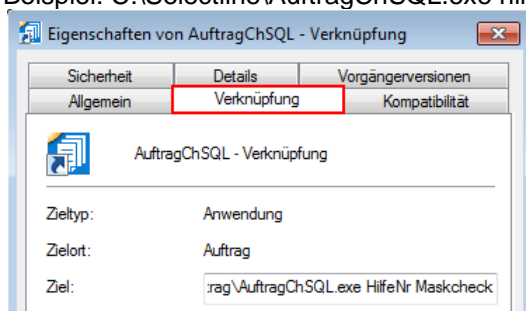 Beispiel: C:\Selectline\AuftragChSQL.exe
Eigenschaften von AuftragChSQL - Verknüpfung
Sicherheit Details Vorgängerversionen
Allgemein Verknüpfung Kompatibilität
AuftragChSQL - Verknüpfung
Zieltyp: Anwendung
Zielort: Auftrag
Ziel: :rag\AuftragChSQL.exe HilfeNr Maskcheck